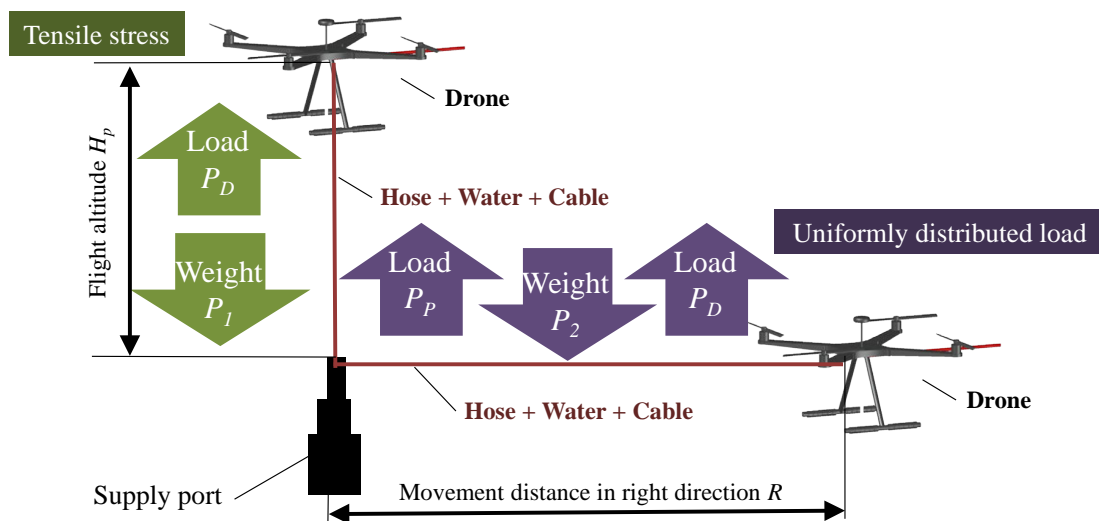 Tensile stress
Drone
Flight altitude H_p
Load
P_D
Hose + Water + Cable
Weight
P_1
Load
P_P
Weight
P_2
Load
P_D
Uniformly distributed load
Hose + Water + Cable
Drone
Supply port
Movement distance in right direction R